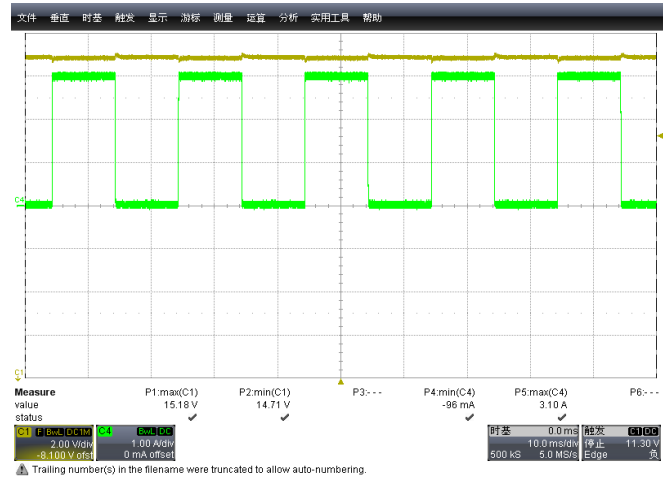 文件 垂直 时基 触发 显示 游标 测量 运算 分析 实用工具 帮助
C4
C1
Measure P1:max(C1) P2:min(C1) P3:- - - P4:min(C4) P5:max(C4) P6:- - -
value 15.18 V 14.71 V -96 mA 3.10 A
status
C1 F BwL DC1M C4 BwL DC 时基 0.0 ms 触发 C1 DC
2.00 V/div 1.00 A/div 10.0 ms/div 停止 11.30 V
-8.100 V ofst 0 mA offset 500 kS 5.0 MS/s Edge 负
Trailing number(s) in the filename were truncated to allow auto-numbering.